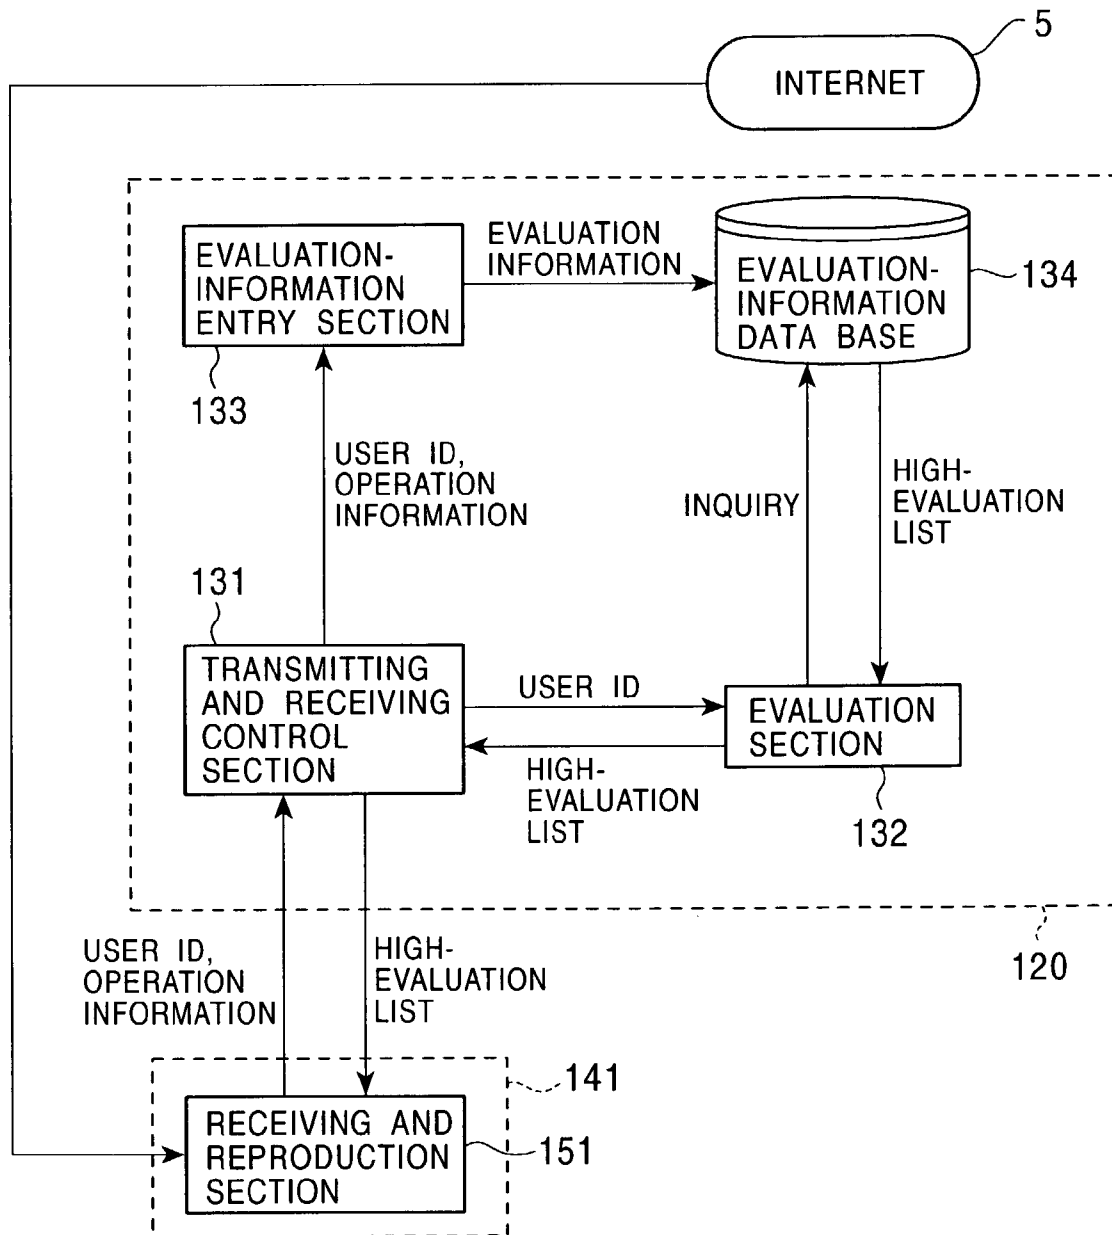 5
INTERNET
EVALUATION-
INFORMATION
ENTRY SECTION
133
EVALUATION
INFORMATION
EVALUATION-
INFORMATION
DATA BASE
134
USER ID,
OPERATION
INFORMATION
INQUIRY
HIGH-
EVALUATION
LIST
131
TRANSMITTING
AND RECEIVING
CONTROL
SECTION
USER ID
HIGH-
EVALUATION
LIST
EVALUATION
SECTION
132
120
USER ID,
OPERATION
INFORMATION
HIGH-
EVALUATION
LIST
141
RECEIVING AND
REPRODUCTION
SECTION
151